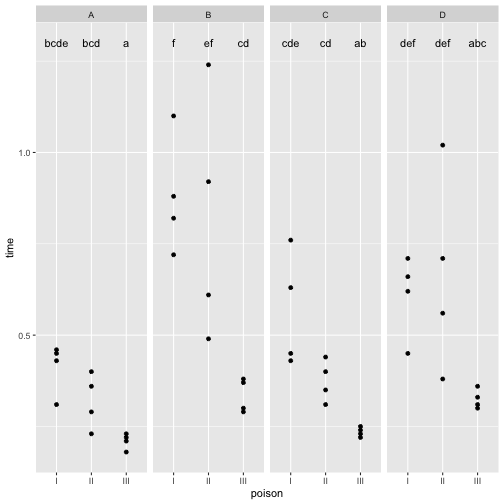 A B C D
bcde bcd a f ef cd cde cd ab def def abc
1.0
time
0.5
I II III I II III I II III I II III
poison